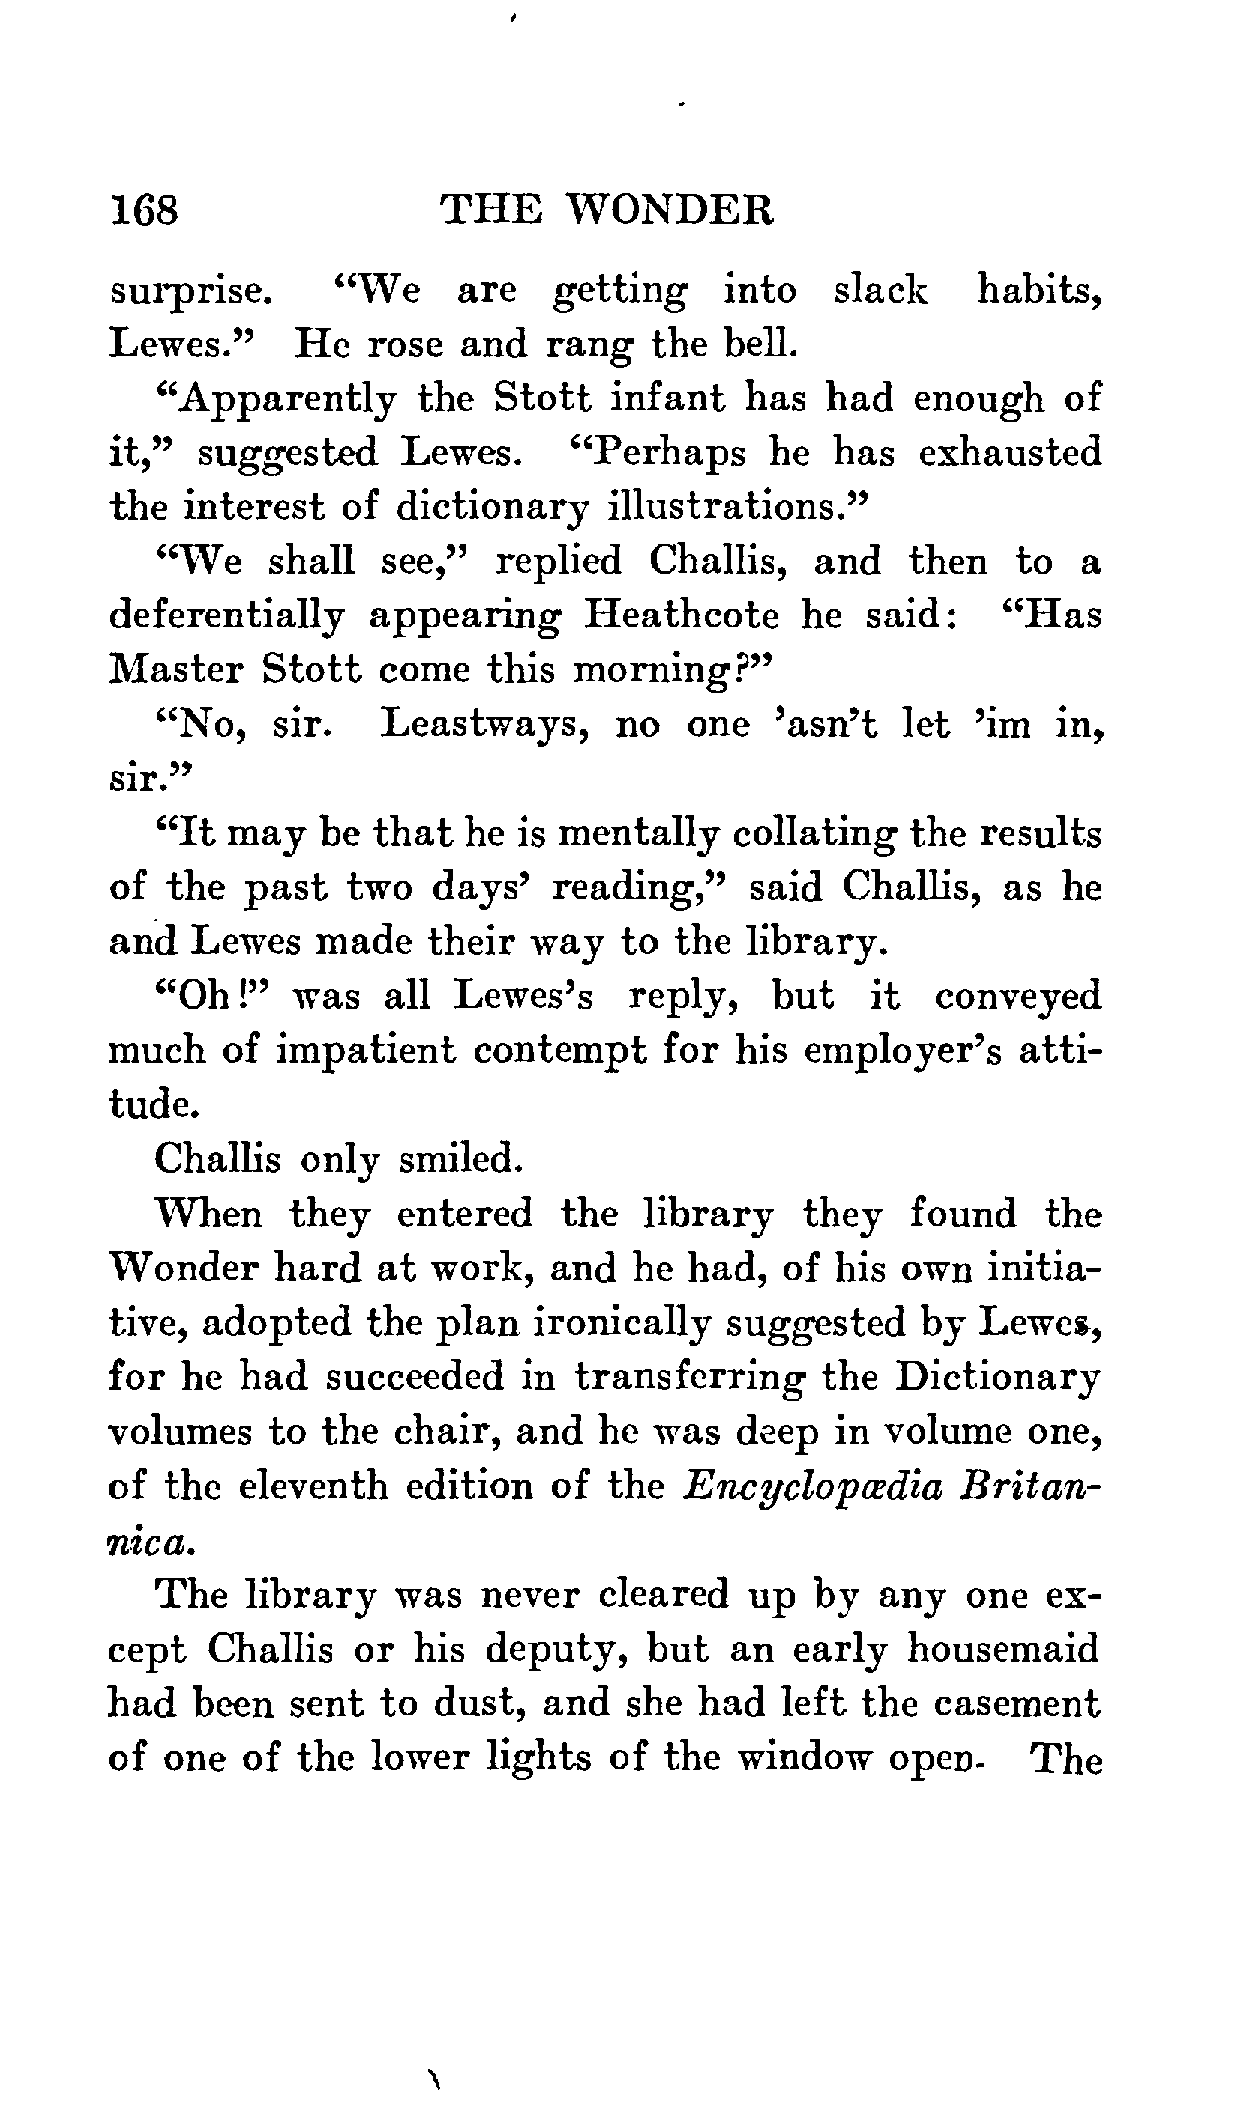 168 THE WONDER
surprise. “We are getting into slack habits,
Lewes.” He rose and rang the bell.
“Apparently the Stott infant has had enough of
it,” suggested Lewes. “Perhaps he has exhausted
the interest of dictionary illustrations.”
“We shall see,” replied Challis, and then to a
deferentially appearing Heathcote he said: “Has
Master Stott come this morning?”
“No, sir. Leastways, no one ’asn’t let ’im in,
sir.”
“It may be that he is mentally collating the results
of the past two days’ reading,” said Challis, as he
and Lewes made their way to the library.
“Oh!” was all Lewes’s reply, but it conveyed
much of impatient contempt for his employer’s atti-
tude.
Challis only smiled.
When they entered the library they found the
Wonder hard at work, and he had, of his own initia-
tive, adopted the plan ironically suggested by Lewes,
for he had succeeded in transferring the Dictionary
volumes to the chair, and he was deep in volume one,
of the eleventh edition of the Encyclopædia Britan-
nica.
The library was never cleared up by any one ex-
cept Challis or his deputy, but an early housemaid
had been sent to dust, and she had left the casement
of one of the lower lights of the window open. The